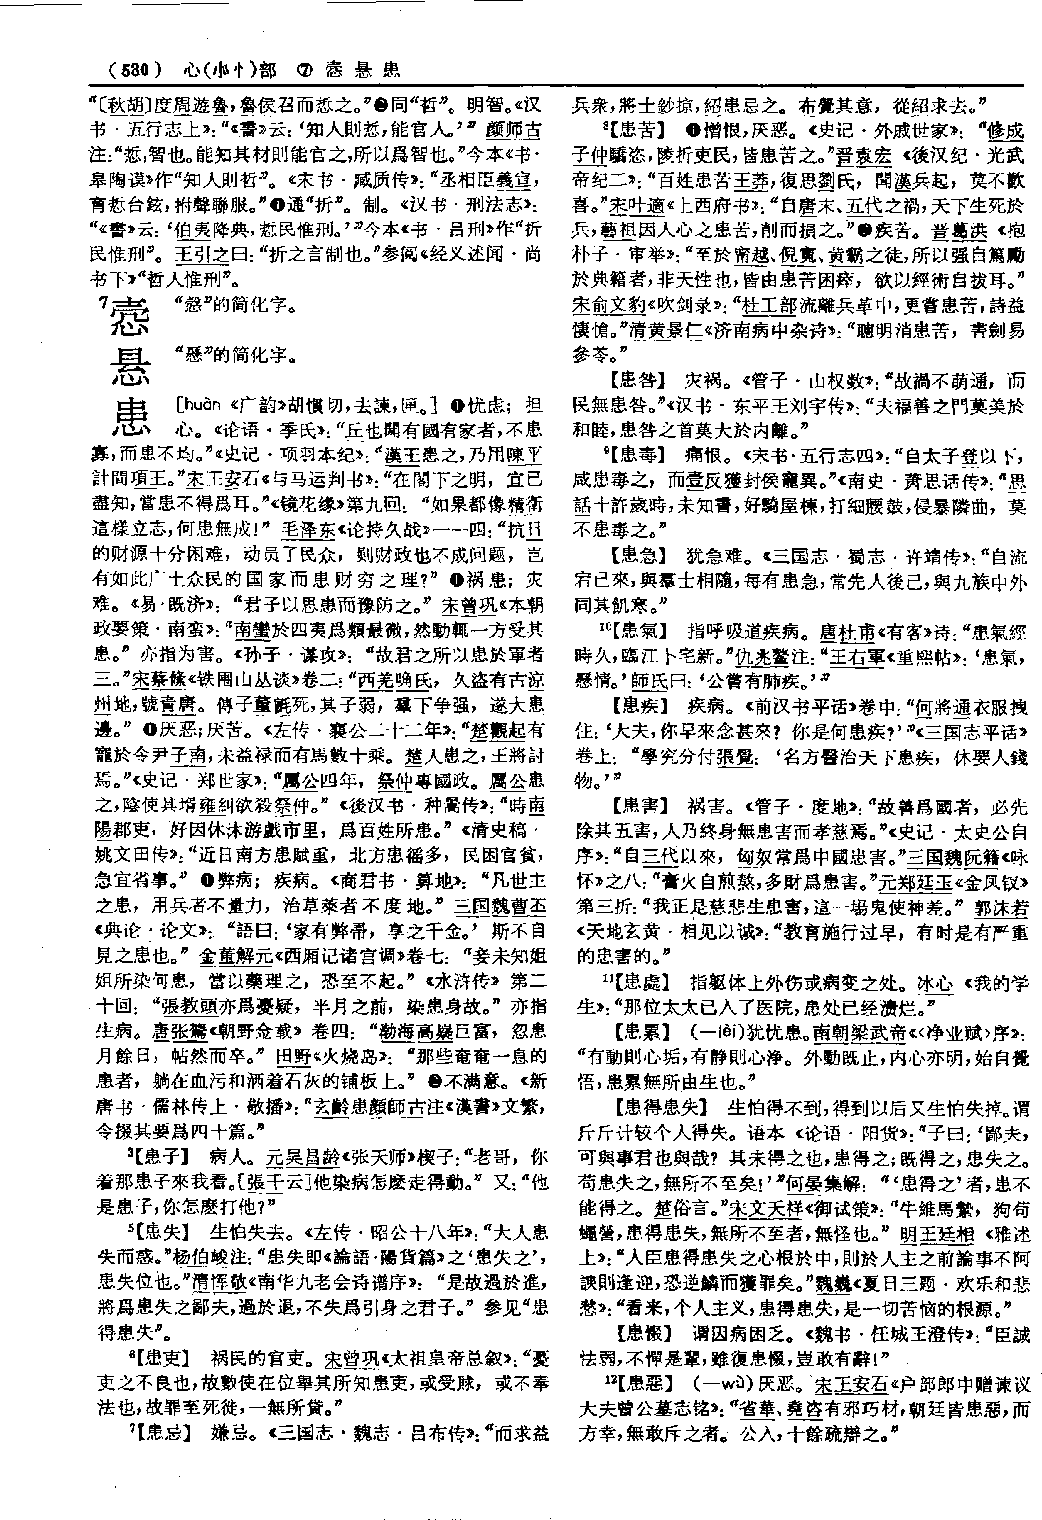 (530) 心(小忄)部 ⑦ 悫 悬 患
“〔秋胡〕度周遊魯，魯侯召而悊之。”❷同“哲”。明智。《汉
书·五行志上》：“《書》云：‘知人則悊，能官人。’” 颜师古
注：“悊，智也。能知其材則能官之，所以爲智也。”今本《书·
皋陶谟》作“知人則哲”。《宋书·臧质传》：“丞相臣義宣，
育悊台鉉，拊聲聯服。”❸通“折”。制。《汉书·刑法志》：
“《書》云：‘伯夷降典，悊民惟刑。’”今本《书·吕刑》作“折
民惟刑”。王引之曰：“折之言制也。”参阅《经义述闻·尚
书下》“哲人惟刑”。
7悫 “慤”的简化字。
悬 “懸”的简化字。
患 [huàn 《广韵》胡慣切，去諫，匣。] ❶忧虑；担
心。《论语·季氏》：“丘也聞有國有家者，不患
寡，而患不均。”《史记·项羽本纪》：“漢王患之，乃用陳平
計間項王。”宋王安石《与马运判书》：“在閣下之明，宜已
盡知，當患不得爲耳。”《镜花缘》第九回：“如果都像精衛
這樣立志，何患無成！” 毛泽东《论持久战》一一四：“抗日
的财源十分困难，动员了民众，则财政也不成问题，岂
有如此广土众民的国家而患财穷之理？” ❷祸患；灾
难。《易·既济》：“君子以思患而豫防之。” 宋曾巩《本朝
政要策·南蛮》：“南蠻於四夷爲類最微，然動輒一方受其
患。” 亦指为害。《孙子·谋攻》：“故君之所以患於軍者
三。”宋蔡絛《铁围山丛谈》卷二：“西羌唃氏，久盜有古涼
州地，號青唐。傳子董氈死，其子弱，羣下争强，遂大患
邊。” ❸厌恶；厌苦。《左传·襄公二十二年》：“楚觀起有
寵於令尹子南，未益禄而有馬數十乘。楚人患之，王將討
焉。”《史记·郑世家》：“厲公四年，祭仲專國政。厲公患
之，陰使其壻雍糾欲殺祭仲。” 《後汉书·种暠传》：“時南
陽郡吏，好因休沐游戲市里，爲百姓所患。” 《清史稿·
姚文田传》：“近日南方患賦重，北方患徭多，民困官貧，
急宜省事。” ❹弊病；疾病。《商君书·算地》：“凡世主
之患，用兵者不量力，治草萊者不度地。” 三国魏曹丕
《典论·论文》：“語曰：‘家有弊帚，享之千金。’ 斯不自
見之患也。” 金董解元《西厢记诸宫调》卷七：“妾未知姐
姐所染何患，當以藥理之，恐至不起。” 《水浒传》第二
十回：“張教頭亦爲憂疑，半月之前，染患身故。” 亦指
生病。唐张鷟《朝野佥载》卷四：“勃海高嶷巨富，忽患
月餘日，帖然而卒。” 田野《火烧岛》：“那些奄奄一息的
患者，躺在血污和洒着石灰的铺板上。” ❺不满意。《新
唐书·儒林传上·敬播》：“玄齡患顔師古注《漢書》文繁，
令掇其要爲四十篇。”
3【患子】 病人。元吴昌龄《张天师》楔子：“老哥，你
着那患子來我看。〔張千云〕他染病怎麽走得動。” 又：“他
是患子，你怎麽打他？”
5【患失】 生怕失去。《左传·昭公十八年》：“大人患
失而惑。”杨伯峻注：“患失即《論語·陽貨篇》之‘患失之’，
患失位也。”清恽敬《南华九老会诗谱序》：“是故過於進，
將爲患失之鄙夫，過於退，不失爲引身之君子。” 参见“患
得患失”。
6【患吏】 祸民的官吏。宋曾巩《太祖皇帝总叙》：“憂
吏之不良也，故數使在位舉其所知患吏，或受賕，或不奉
法也，故罪至死徙，一無所貸。”
7【患忌】 嫌忌。《三国志·魏志·吕布传》：“而求益
兵衆，將士鈔掠，紹患忌之。布覺其意，從紹求去。”
8【患苦】 ❶憎恨，厌恶。《史记·外戚世家》：“修成
子仲驕恣，陵折吏民，皆患苦之。”晋袁宏《後汉纪·光武
帝纪二》：“百姓患苦王莽，復思劉氏，聞漢兵起，莫不歡
喜。”宋叶適《上西府书》：“自唐末、五代之禍，天下生死於
兵，藝祖因人心之患苦，削而損之。”❷疾苦。晋葛洪《抱
朴子·审举》：“至於甯越、倪寬、黄霸之徒，所以强自篤勵
於典籍者，非天性也，皆由患苦困瘁，欲以經術自拔耳。”
宋俞文豹《吹剑录》：“杜工部流離兵革中，更嘗患苦，詩益
悽愴。”清黄景仁《济南病中杂诗》：“聰明消患苦，書劍易
參苓。”
【患咎】 灾祸。《管子·山权数》：“故禍不萌通，而
民無患咎。”《汉书·东平王刘宇传》：“夫福善之門莫美於
和睦，患咎之首莫大於内離。”
9【患毒】 痛恨。《宋书·五行志四》：“自太子登以下，
咸患毒之，而壹反獲封侯寵異。”《南史·萧思话传》：“思
話十許歲時，未知書，好騎屋棟，打細腰鼓，侵暴隣曲，莫
不患毒之。”
【患急】 犹急难。《三国志·蜀志·许靖传》：“自流
宕已來，與羣士相隨，每有患急，常先人後己，與九族中外
同其飢寒。”
10【患氣】 指呼吸道疾病。唐杜甫《有客》诗：“患氣經
時久，臨江卜宅新。”仇兆鳌注：“王右軍《重熙帖》：‘患氣，
懸情。’師氏曰：‘公嘗有肺疾。’”
【患疾】 疾病。《前汉书平话》卷中：“何將通衣服拽
住：‘大夫，你早來念甚來？你是何患疾？’”《三国志平话》
卷上：“學究分付張覺：‘名方醫治天下患疾，休要人錢
物。’”
【患害】 祸害。《管子·度地》：“故善爲國者，必先
除其五害，人乃終身無患害而孝慈焉。”《史记·太史公自
序》：“自三代以來，匈奴常爲中國患害。”三国魏阮籍《咏
怀》之八：“膏火自煎熬，多財爲患害。”元郑廷玉《金凤钗》
第三折：“我正是慈悲生患害，這一場鬼使神差。” 郭沫若
《天地玄黄·相见以诚》：“教育施行过早，有时是有严重
的患害的。”
11【患處】 指躯体上外伤或病变之处。冰心《我的学
生》：“那位太太已入了医院，患处已经溃烂。”
【患累】 (—lěi)犹忧患。南朝梁武帝《〈净业赋〉序》：
“有動則心垢，有静則心净。外動既止，内心亦明，始自覺
悟，患累無所由生也。”
【患得患失】 生怕得不到，得到以后又生怕失掉。谓
斤斤计较个人得失。语本《论语·阳货》：“子曰：‘鄙夫，
可與事君也與哉？其未得之也，患得之；既得之，患失之。
苟患失之，無所不至矣！’”何晏集解：“‘患得之’者，患不
能得之。楚俗言。”宋文天祥《御试策》：“牛維馬縶，狗苟
蠅營，患得患失，無所不至者，無怪也。” 明王廷相《雅述
上》：“人臣患得患失之心根於中，則於人主之前論事不阿
諛則逢迎，恐逆鱗而獲罪矣。”魏巍《夏日三题·欢乐和悲
愁》：“看来，个人主义，患得患失，是一切苦恼的根源。”
【患惙】 谓因病困乏。《魏书·任城王澄传》：“臣誠
怯弱，不憚是輩，雖復患惙，豈敢有辭！”
12【患惡】 (—wù)厌恶。宋王安石《户部郎中赠谏议
大夫曾公墓志铭》：“省華、堯咨有邪巧材，朝廷皆患惡，而
方幸，無敢斥之者。公入，十餘疏辯之。”